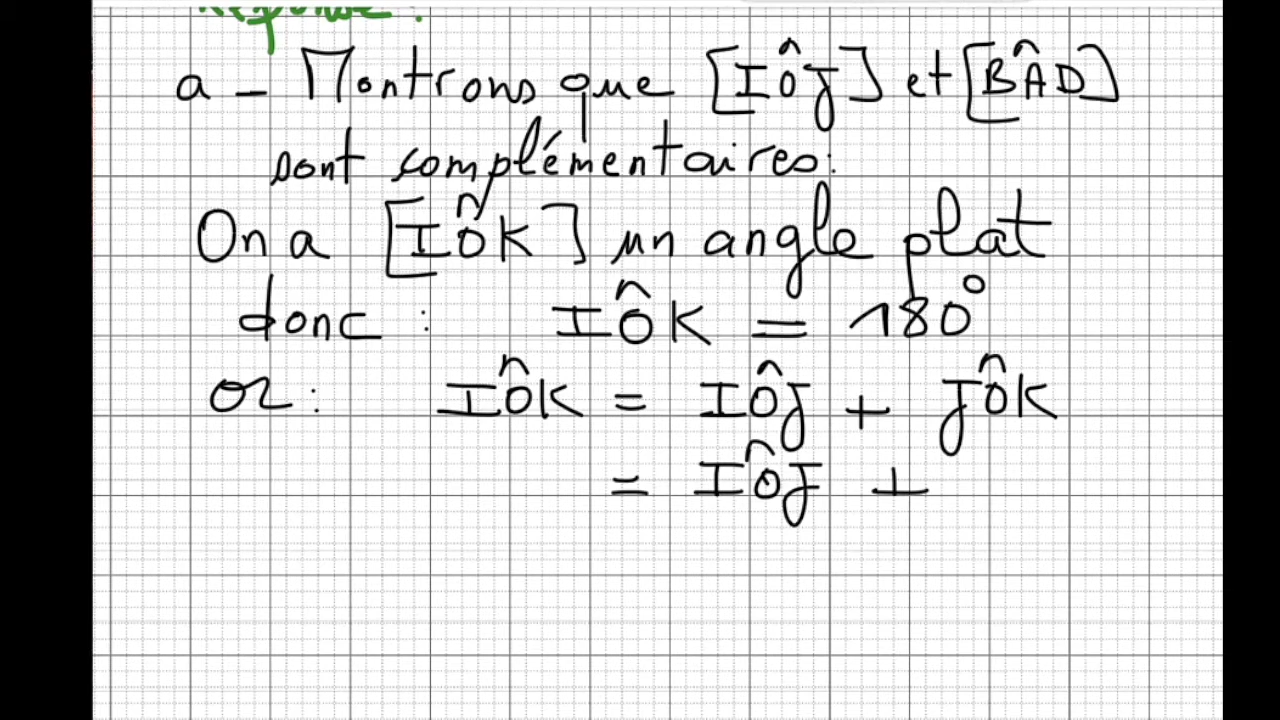 Réponse:
a - Montrons que [IÔJ] et [BÂD]
sont complémentaires:
On a [IÔK] un angle plat
donc : IÔK = 180°
or: IÔK = IÔJ + JÔK
= IÔJ +